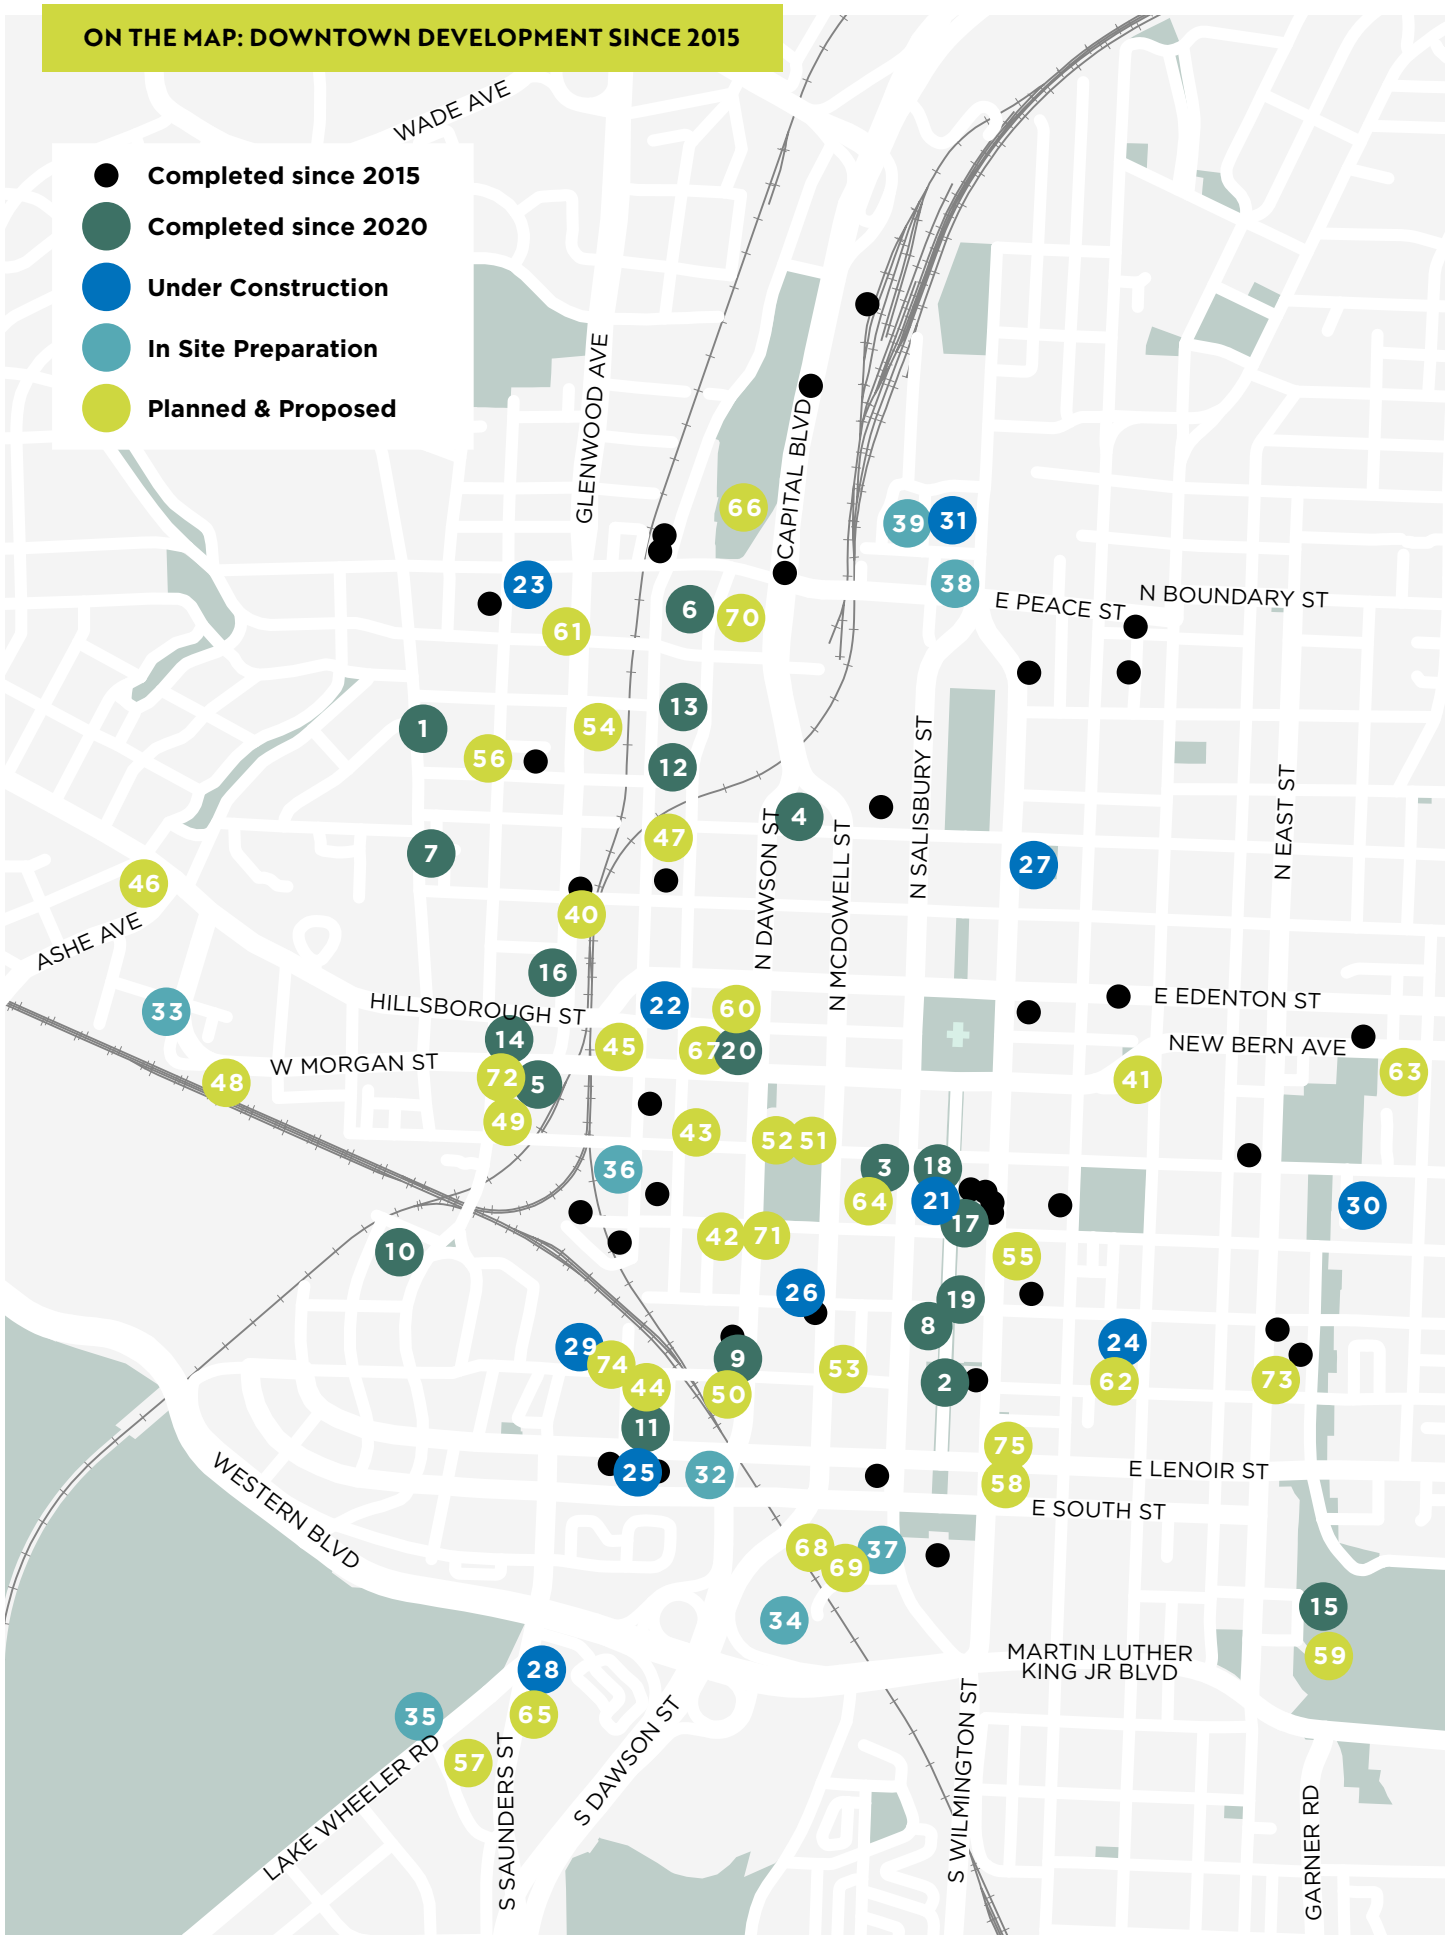 ON THE MAP: DOWNTOWN DEVELOPMENT SINCE 2015
WADE AVE
Completed since 2015
Completed since 2020
Under Construction
In Site Preparation
Planned & Proposed
GLENWOOD AVE
CAPITAL BLVD
66
39
31
23
38
E PEACE ST
N BOUNDARY ST
6
70
61
13
1
54
56
12
N SALISBURY ST
N EAST ST
4
47
7
27
46
N DAWSON ST
N MCDOWELL ST
40
ASHE AVE
16
33
HILLSBOROUGH ST
22
60
E EDENTON ST
14
45
67
20
NEW BERN AVE
W MORGAN ST
72
5
48
41
63
49
43
52
51
36
3
18
64
21
17
30
42
71
10
55
26
19
8
29
74
9
24
44
50
53
2
62
73
11
75
25
32
E LENOIR ST
58
WESTERN BLVD
E SOUTH ST
68
69
37
34
15
MARTIN LUTHER
KING JR BLVD
59
28
35
65
57
LAKE WHEELER RD
S SAUNDERS ST
S DAWSON ST
S WILMINGTON ST
GARNER RD